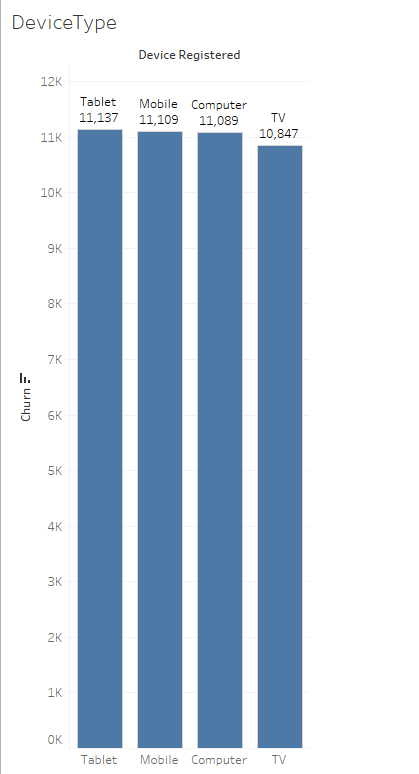 DeviceType
Device Registered
12K
Tablet
11,137
Mobile
11,109
Computer
11,089
TV
10,847
11K
10K
9K
8K
7K
6K
5K
4K
3K
2K
1K
0K
Churn
Tablet
Mobile
Computer
TV